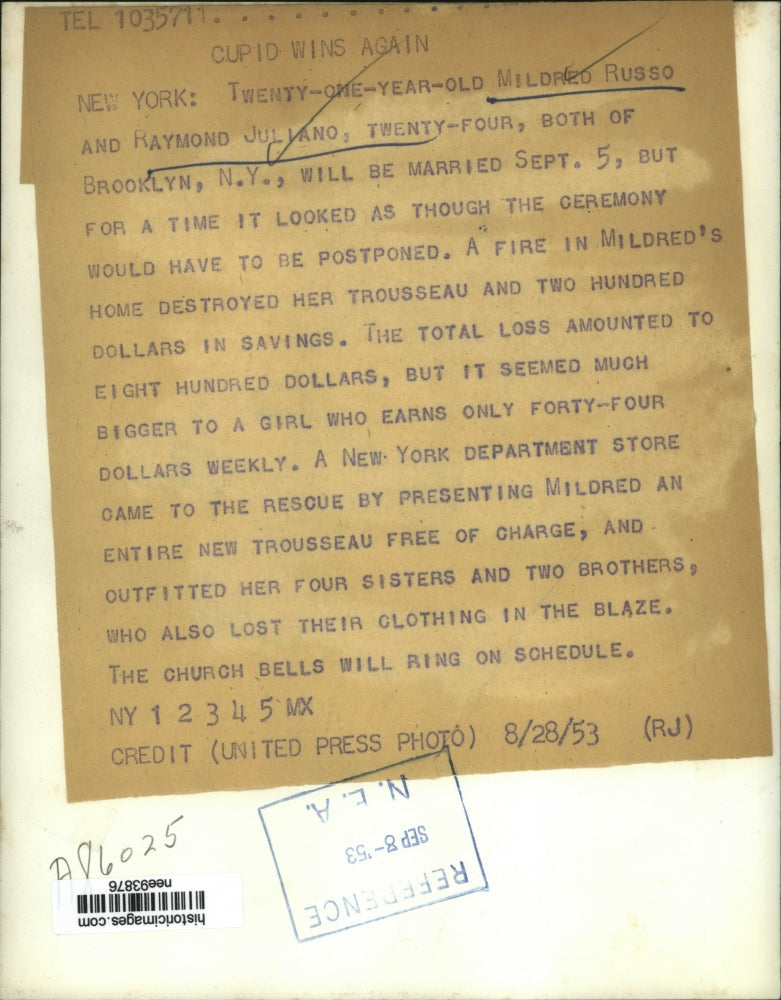 TEL 1035711. . . . . . . . . .
CUPID WINS AGAIN
NEW YORK: TWENTY-ONE-YEAR-OLD MILDRED RUSSO
AND RAYMOND JULIANO, TWENTY-FOUR, BOTH OF
BROOKLYN, N.Y., WILL BE MARRIED SEPT. 5, BUT
FOR A TIME IT LOOKED AS THOUGH THE CEREMONY
WOULD HAVE TO BE POSTPONED. A FIRE IN MILDRED'S
HOME DESTROYED HER TROUSSEAU AND TWO HUNDRED
DOLLARS IN SAVINGS. THE TOTAL LOSS AMOUNTED TO
EIGHT HUNDRED DOLLARS, BUT IT SEEMED MUCH
BIGGER TO A GIRL WHO EARNS ONLY FORTY-FOUR
DOLLARS WEEKLY. A NEW YORK DEPARTMENT STORE
CAME TO THE RESCUE BY PRESENTING MILDRED AN
ENTIRE NEW TROUSSEAU FREE OF CHARGE, AND
OUTFITTED HER FOUR SISTERS AND TWO BROTHERS,
WHO ALSO LOST THEIR CLOTHING IN THE BLAZE.
THE CHURCH BELLS WILL RING ON SCHEDULE.
NY 1 2 3 4 5 MX
CREDIT (UNITED PRESS PHOTO) 8/28/53 (RJ)
A86025
REFERENCE
SEP 8-'53
N. E. A.
historicimages.com
nee93876